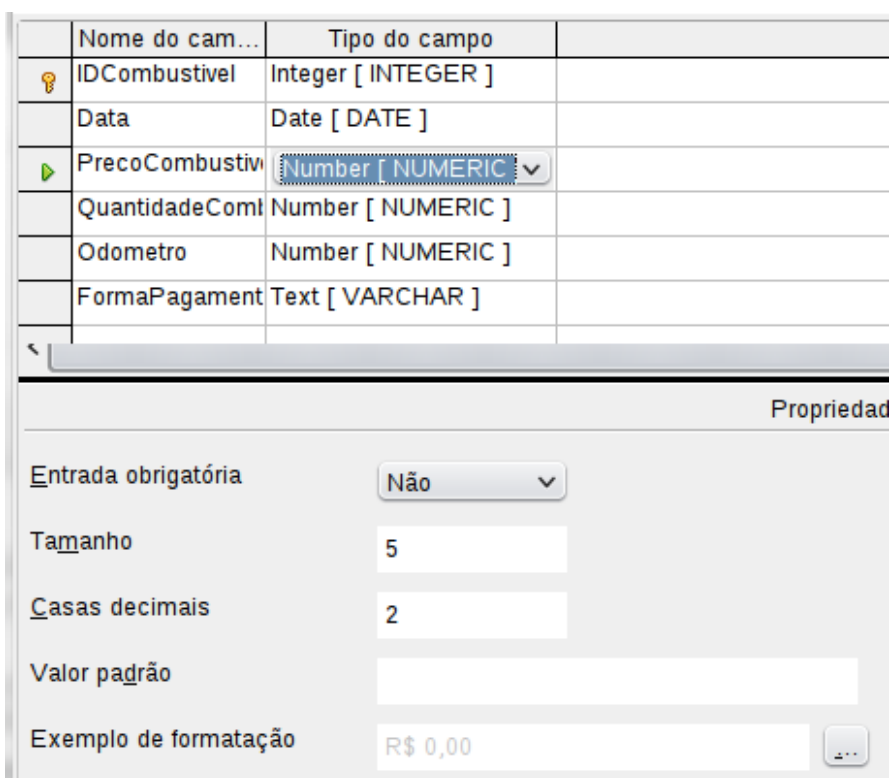 Nome do cam... Tipo do campo
IDCombustivel Integer [ INTEGER ]
Data Date [ DATE ]
PrecoCombustiv Number [ NUMERIC
QuantidadeComb Number [ NUMERIC ]
Odometro Number [ NUMERIC ]
FormaPagament Text [ VARCHAR ]
Propriedad
Entrada obrigatória Não
Tamanho 5
Casas decimais 2
Valor padrão
Exemplo de formatação R$ 0,00 ...